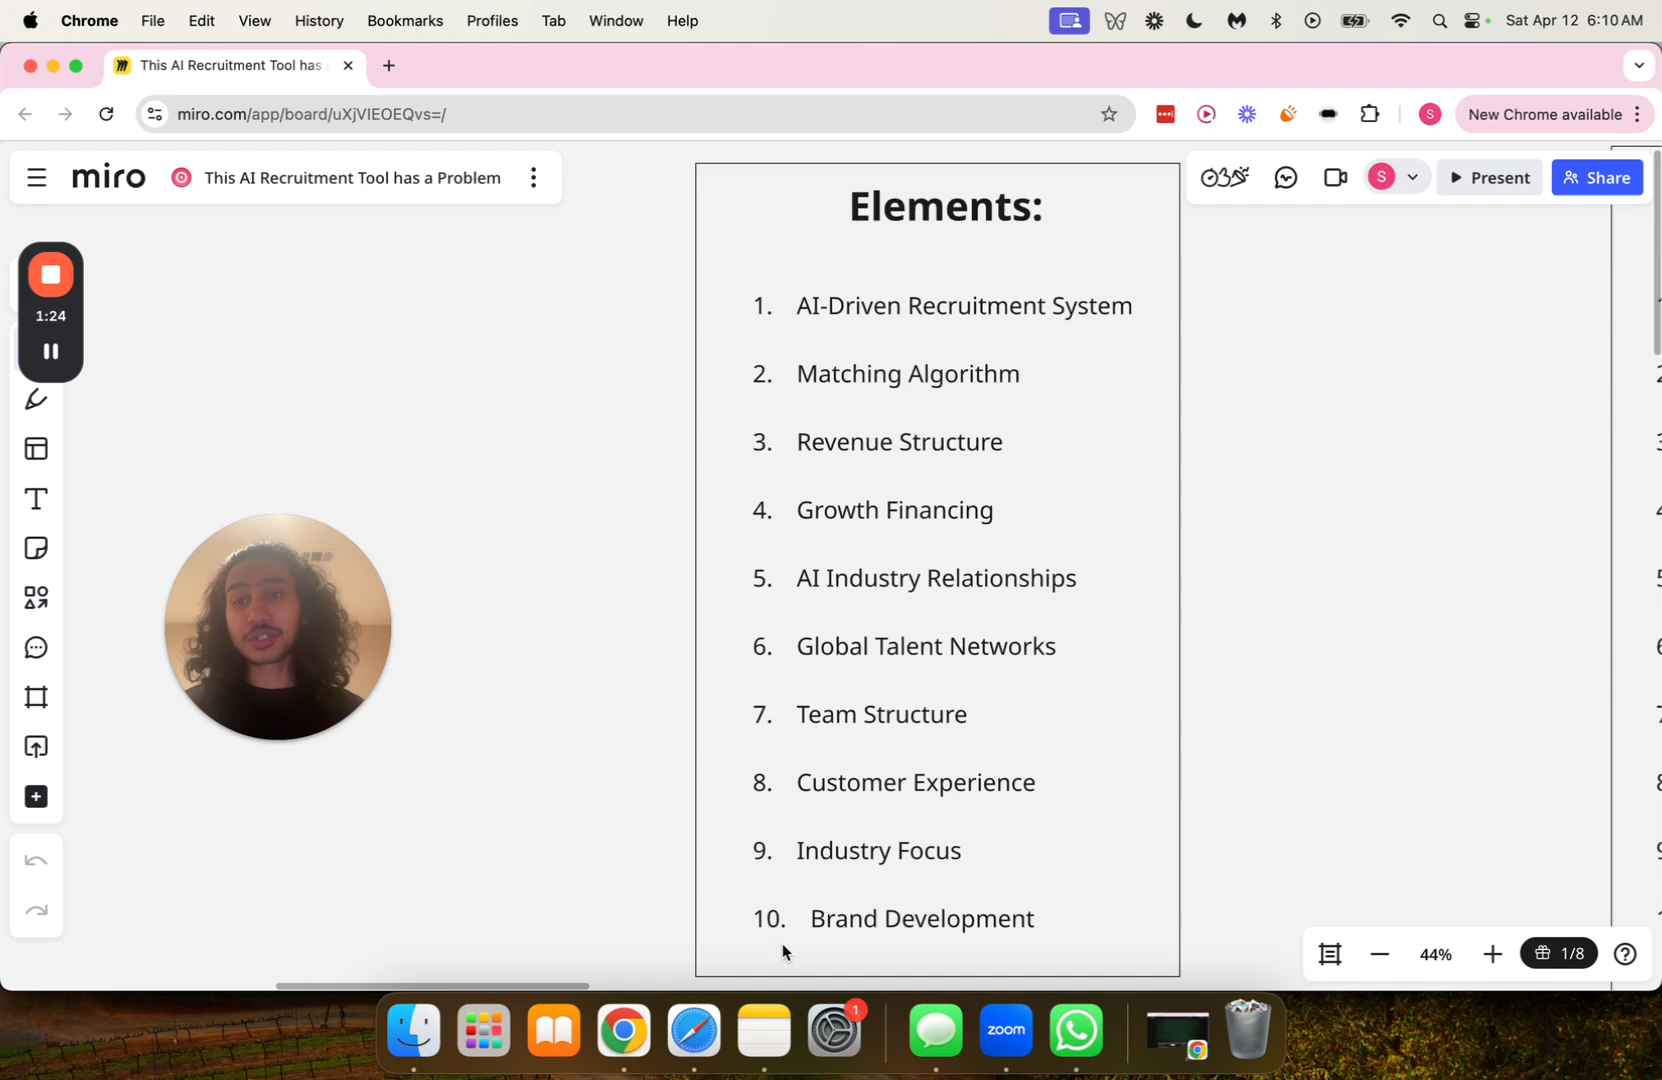 Chrome File Edit View History Bookmarks Profiles Tab Window Help Sat Apr 12 6:10 AM
This AI Recruitment Tool has
miro.com/app/board/uXjVIEOEQvs=/ S New Chrome available
miro This AI Recruitment Tool has a Problem S Present Share
Elements:
1:24
1. AI-Driven Recruitment System
2. Matching Algorithm
3. Revenue Structure
4. Growth Financing
5. AI Industry Relationships
6. Global Talent Networks
7. Team Structure
8. Customer Experience
9. Industry Focus
10. Brand Development
44% 1/8
1
zoom